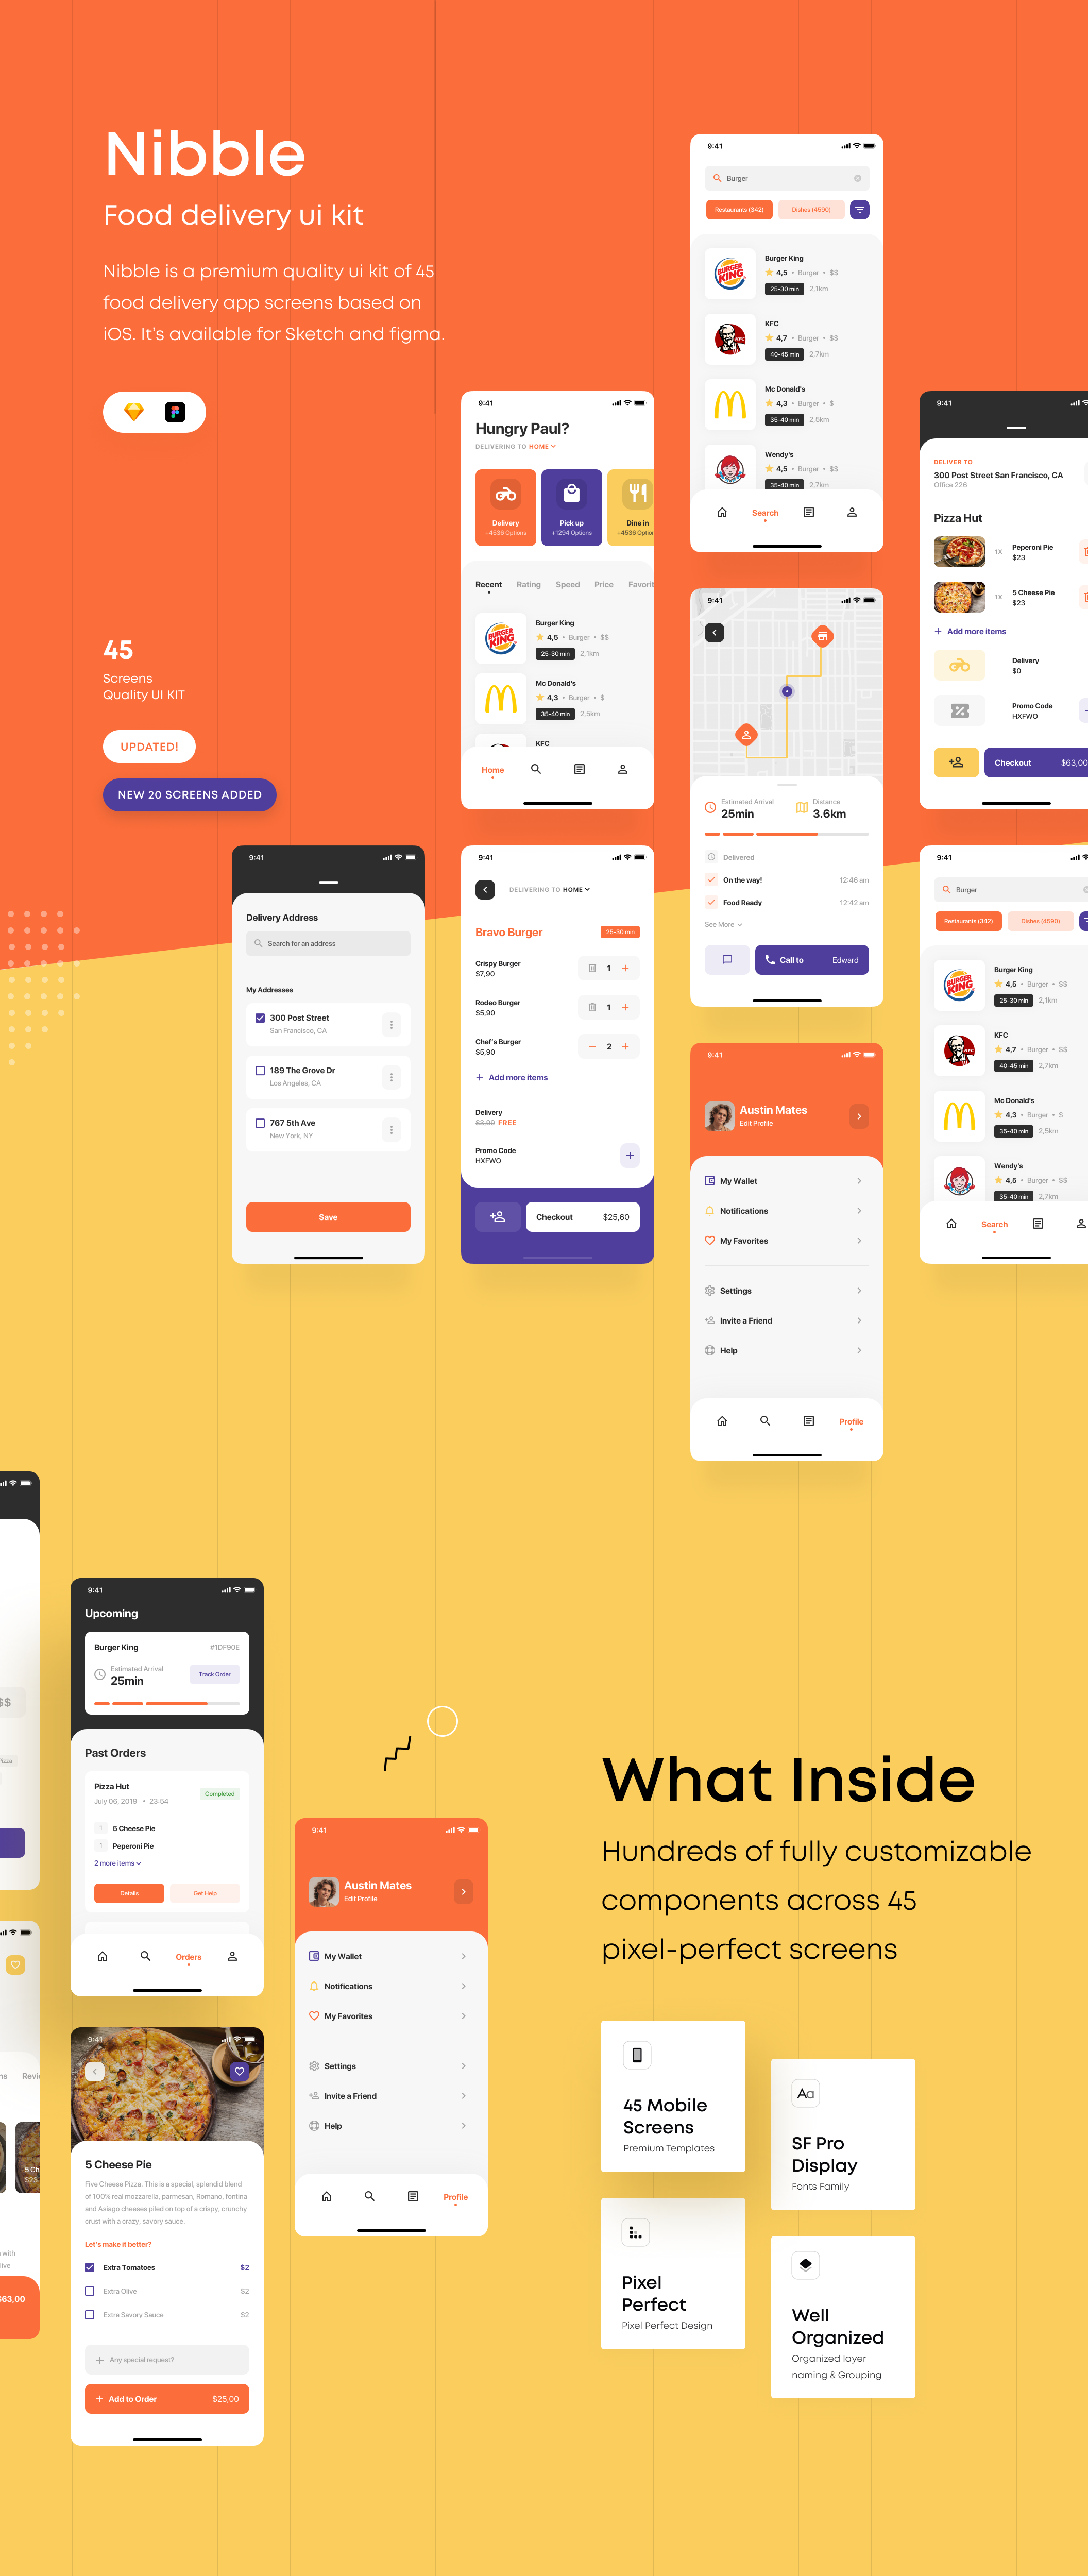 Nibble
Food delivery ui kit
Nibble is a premium quality ui kit of 45
food delivery app screens based on
iOS. It's available for Sketch and figma.
45
Screens
Quality UI KIT
UPDATED!
NEW 20 SCREENS ADDED
9:41
Burger
Restaurants (342)
Dishes (4590)
BURGER KING
Burger King
4,5 • Burger • $$
25-30 min 2,1km
KFC
KFC
4,7 • Burger • $$
40-45 min 2,7km
Mc Donald's
4,3 • Burger • $
35-40 min 2,5km
Wendy's
4,5 • Burger • $$
35-40 min 2,7km
Search
9:41
Hungry Paul?
DELIVERING TO HOME
Delivery
+4536 Options
Pick up
+1294 Options
Dine in
+4536 Option
Recent Rating Speed Price Favorit
BURGER KING
Burger King
4,5 • Burger • $$
25-30 min 2,1km
Mc Donald's
4,3 • Burger • $
35-40 min 2,5km
KFC
Home
9:41
DELIVER TO
300 Post Street San Francisco, CA
Office 226
Pizza Hut
1X Peperoni Pie
$23
1X 5 Cheese Pie
$23
Add more items
Delivery
$0
Promo Code
HXFWO
Checkout $63,00
9:41
Estimated Arrival
25min
Distance
3.6km
Delivered
On the way! 12:46 am
Food Ready 12:42 am
See More
Call to Edward
9:41
Delivery Address
Search for an address
My Addresses
300 Post Street
San Francisco, CA
189 The Grove Dr
Los Angeles, CA
767 5th Ave
New York, NY
Save
9:41
DELIVERING TO HOME
Bravo Burger 25-30 min
Crispy Burger
$7,90
1
Rodeo Burger
$5,90
1
Chef's Burger
$5,90
2
Add more items
Delivery
$3,99 FREE
Promo Code
HXFWO
Checkout $25,60
9:41
Burger
Restaurants (342)
Dishes (4590)
BURGER KING
Burger King
4,5 • Burger • $$
25-30 min 2,1km
KFC
KFC
4,7 • Burger • $$
40-45 min 2,7km
Mc Donald's
4,3 • Burger • $
35-40 min 2,5km
Wendy's
4,5 • Burger • $$
35-40 min 2,7km
Search
9:41
Austin Mates
Edit Profile
My Wallet
Notifications
My Favorites
Settings
Invite a Friend
Help
Profile
$$
9:41
Upcoming
Burger King #1DF90E
Estimated Arrival
25min
Track Order
Past Orders
Pizza Hut
July 06, 2019 • 23:54
Completed
1 5 Cheese Pie
1 Peperoni Pie
2 more items
Details
Get Help
Orders
9:41
Austin Mates
Edit Profile
My Wallet
Notifications
My Favorites
Settings
Invite a Friend
Help
Profile
What Inside
Hundreds of fully customizable
components across 45
pixel-perfect screens
45 Mobile
Screens
Premium Templates
SF Pro
Display
Fonts Family
Pixel
Perfect
Pixel Perfect Design
Well
Organized
Organized layer
naming & Grouping
9:41
5 Cheese Pie
Five Cheese Pizza. This is a special, splendid blend
of 100% real mozzarella, parmesan, Romano, fontina
and Asiago cheeses piled on top of a crispy, crunchy
crust with a crazy, savory sauce.
Let's make it better?
Extra Tomatoes $2
Extra Olive $2
Extra Savory Sauce $2
Any special request?
Add to Order $25,00